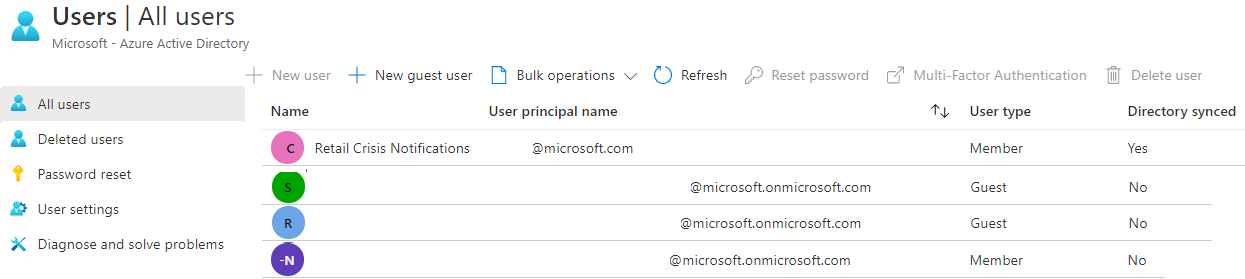 Users | All users
Microsoft - Azure Active Directory
New user New guest user Bulk operations Refresh Reset password Multi-Factor Authentication Delete user
All users
Deleted users
Password reset
User settings
Diagnose and solve problems
Name User principal name User type Directory synced
C Retail Crisis Notifications @microsoft.com Member Yes
S @microsoft.onmicrosoft.com Guest No
R @microsoft.onmicrosoft.com Guest No
-N @microsoft.onmicrosoft.com Member No